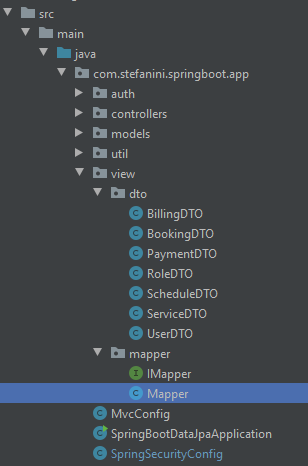 src
main
java
com.stefanini.springboot.app
auth
controllers
models
util
view
dto
BillingDTO
BookingDTO
PaymentDTO
RoleDTO
ScheduleDTO
ServiceDTO
UserDTO
mapper
IMapper
Mapper
MvcConfig
SpringBootDataJpaApplication
SpringSecurityConfig